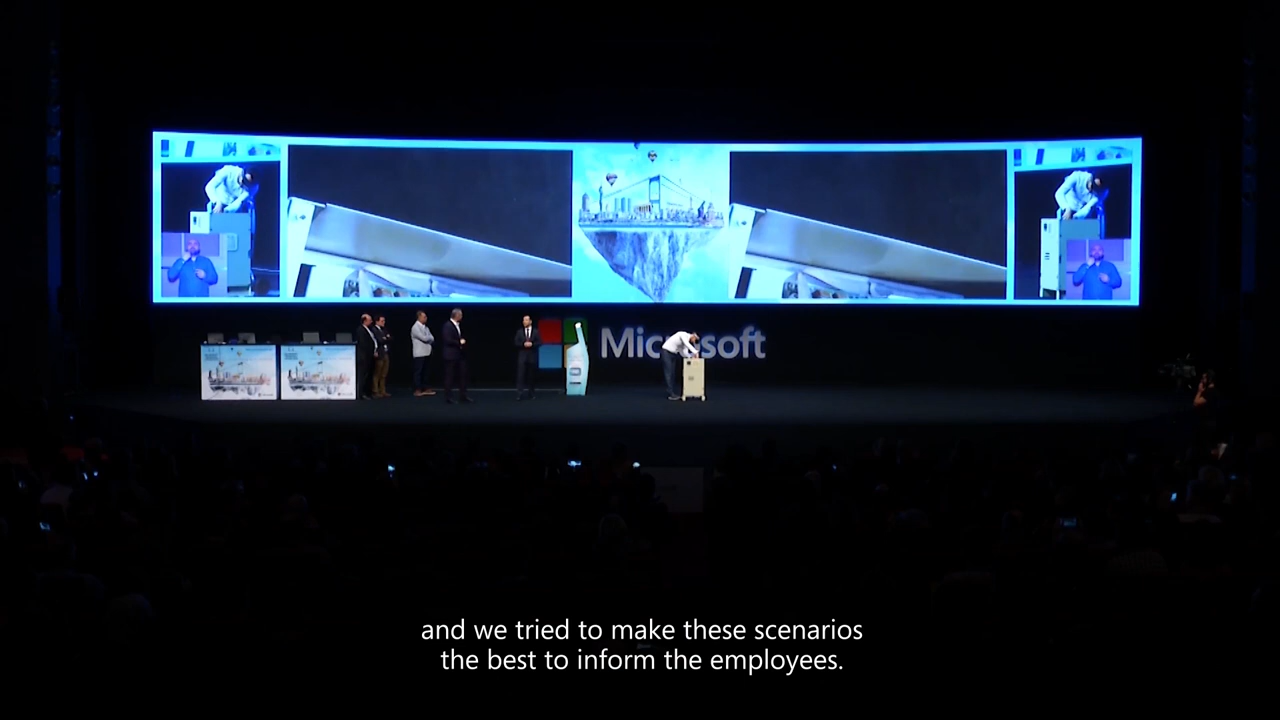 Microsoft
and we tried to make these scenarios
the best to inform the employees.